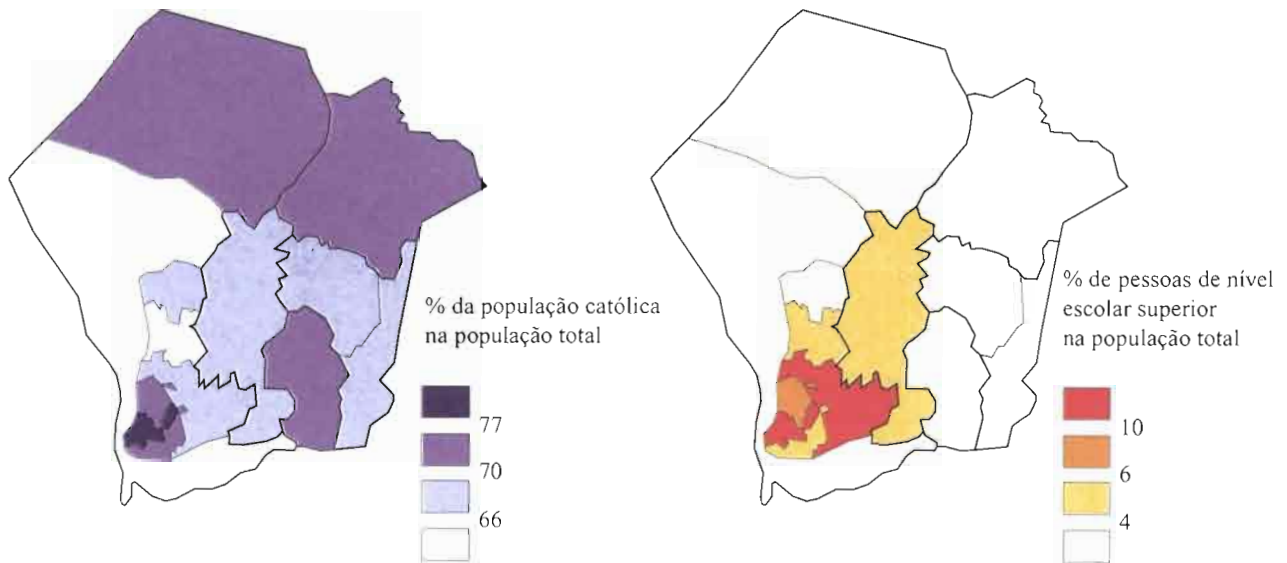 % da população católica
na população total
77
70
66
% de pessoas de nível
escolar superior
na população total
10
6
4